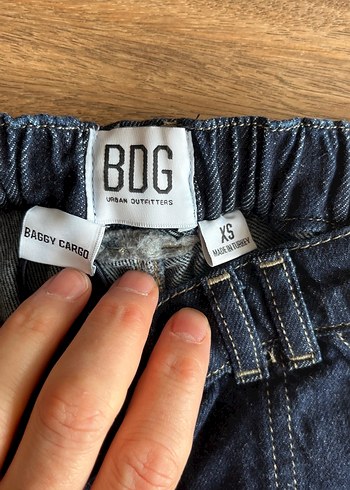 BDG
URBAN OUTFITTERS
BAGGY CARGO
XS
MADE IN TURKEY